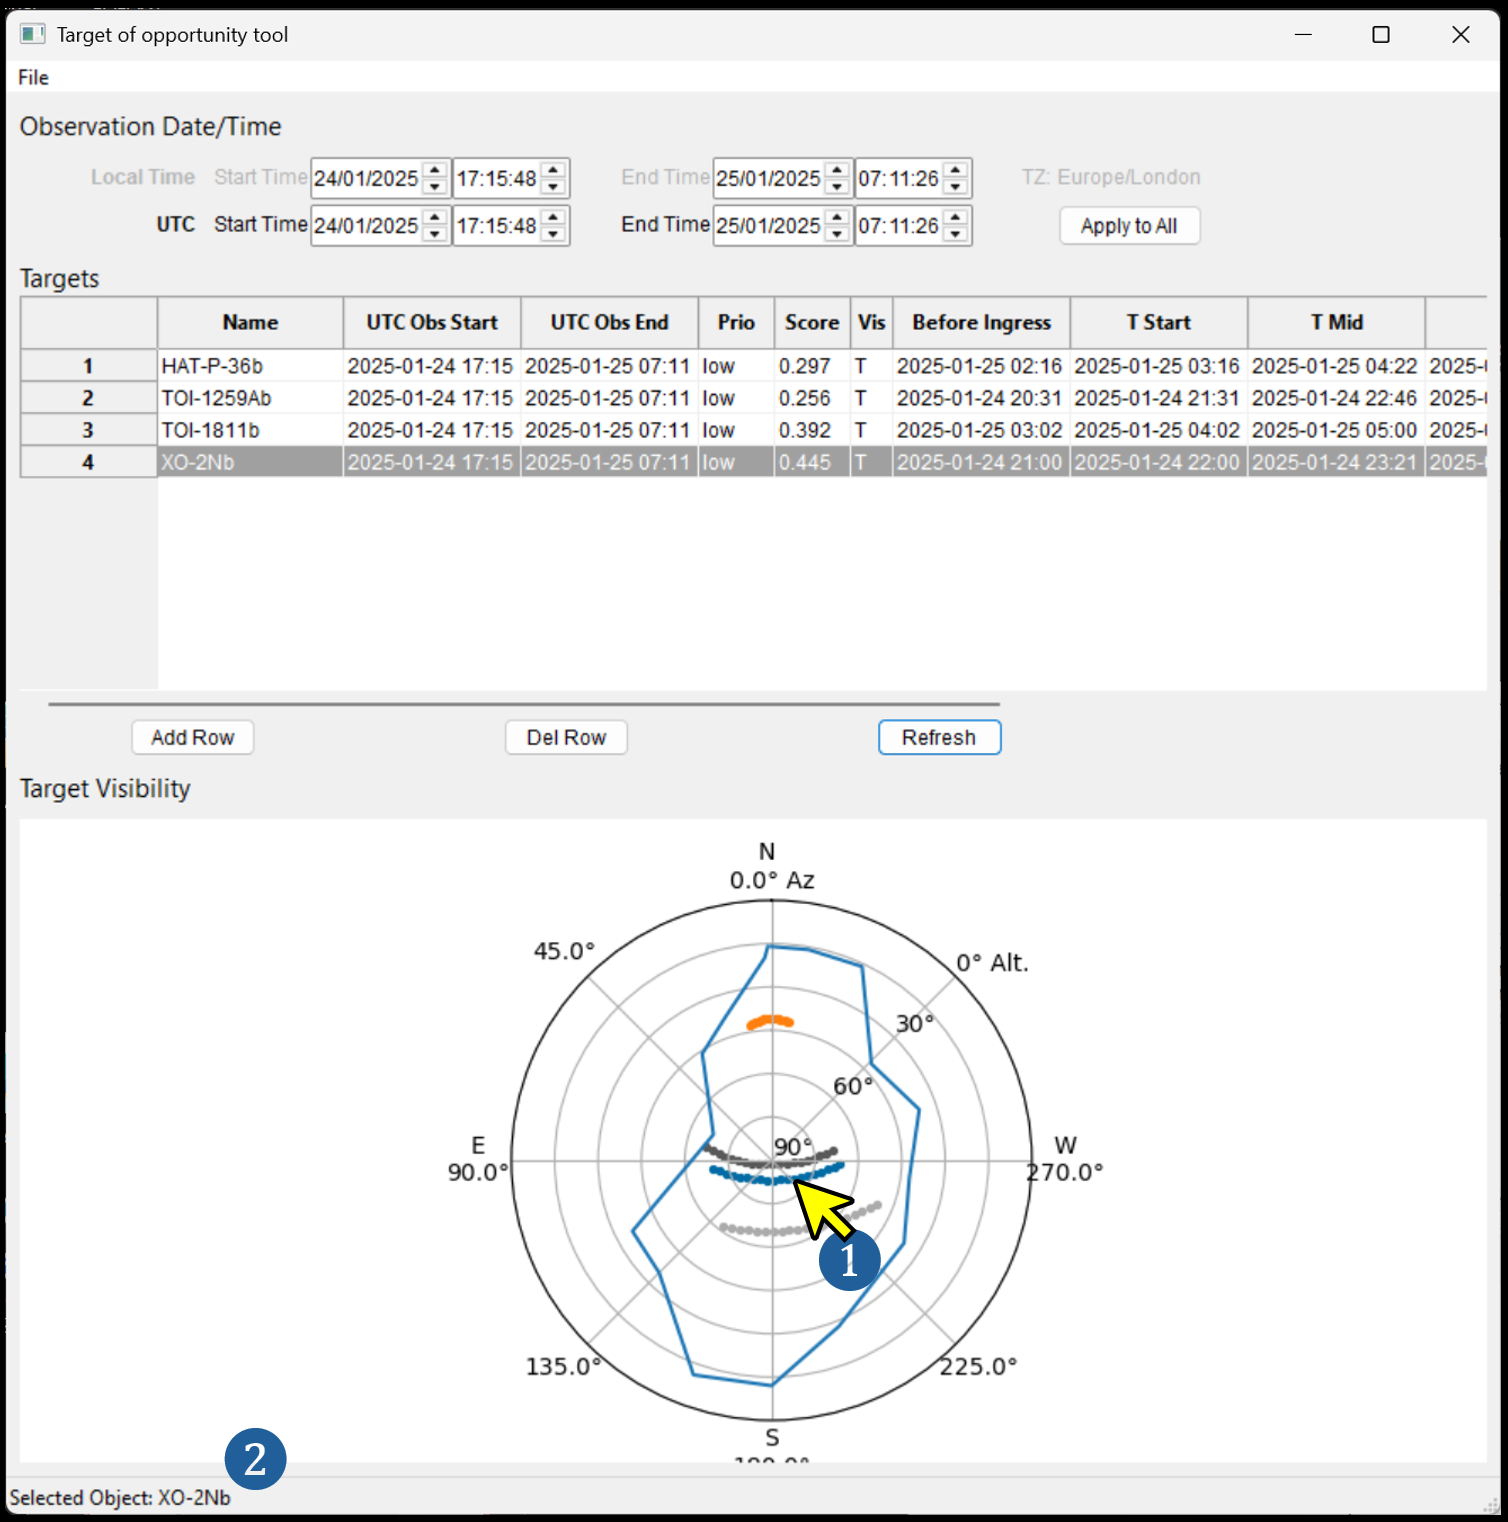 Target of opportunity tool
File
Observation Date/Time
Local Time Start Time 24/01/2025 17:15:48 End Time 25/01/2025 07:11:26 TZ: Europe/London
UTC Start Time 24/01/2025 17:15:48 End Time 25/01/2025 07:11:26 Apply to All
Targets
Name UTC Obs Start UTC Obs End Prio Score Vis Before Ingress T Start T Mid
1 HAT-P-36b 2025-01-24 17:15 2025-01-25 07:11 low 0.297 T 2025-01-25 02:16 2025-01-25 03:16 2025-01-25 04:22 2025-
2 TOI-1259Ab 2025-01-24 17:15 2025-01-25 07:11 low 0.256 T 2025-01-24 20:31 2025-01-24 21:31 2025-01-24 22:46 2025-
3 TOI-1811b 2025-01-24 17:15 2025-01-25 07:11 low 0.392 T 2025-01-25 03:02 2025-01-25 04:02 2025-01-25 05:00 2025-
4 XO-2Nb 2025-01-24 17:15 2025-01-25 07:11 low 0.445 T 2025-01-24 21:00 2025-01-24 22:00 2025-01-24 23:21 2025-
Add Row Del Row Refresh
Target Visibility
N
0.0° Az
45.0° 0° Alt.
30°
60°
E 90° W
90.0° 270.0°
1
135.0° 225.0°
S
2
Selected Object: XO-2Nb